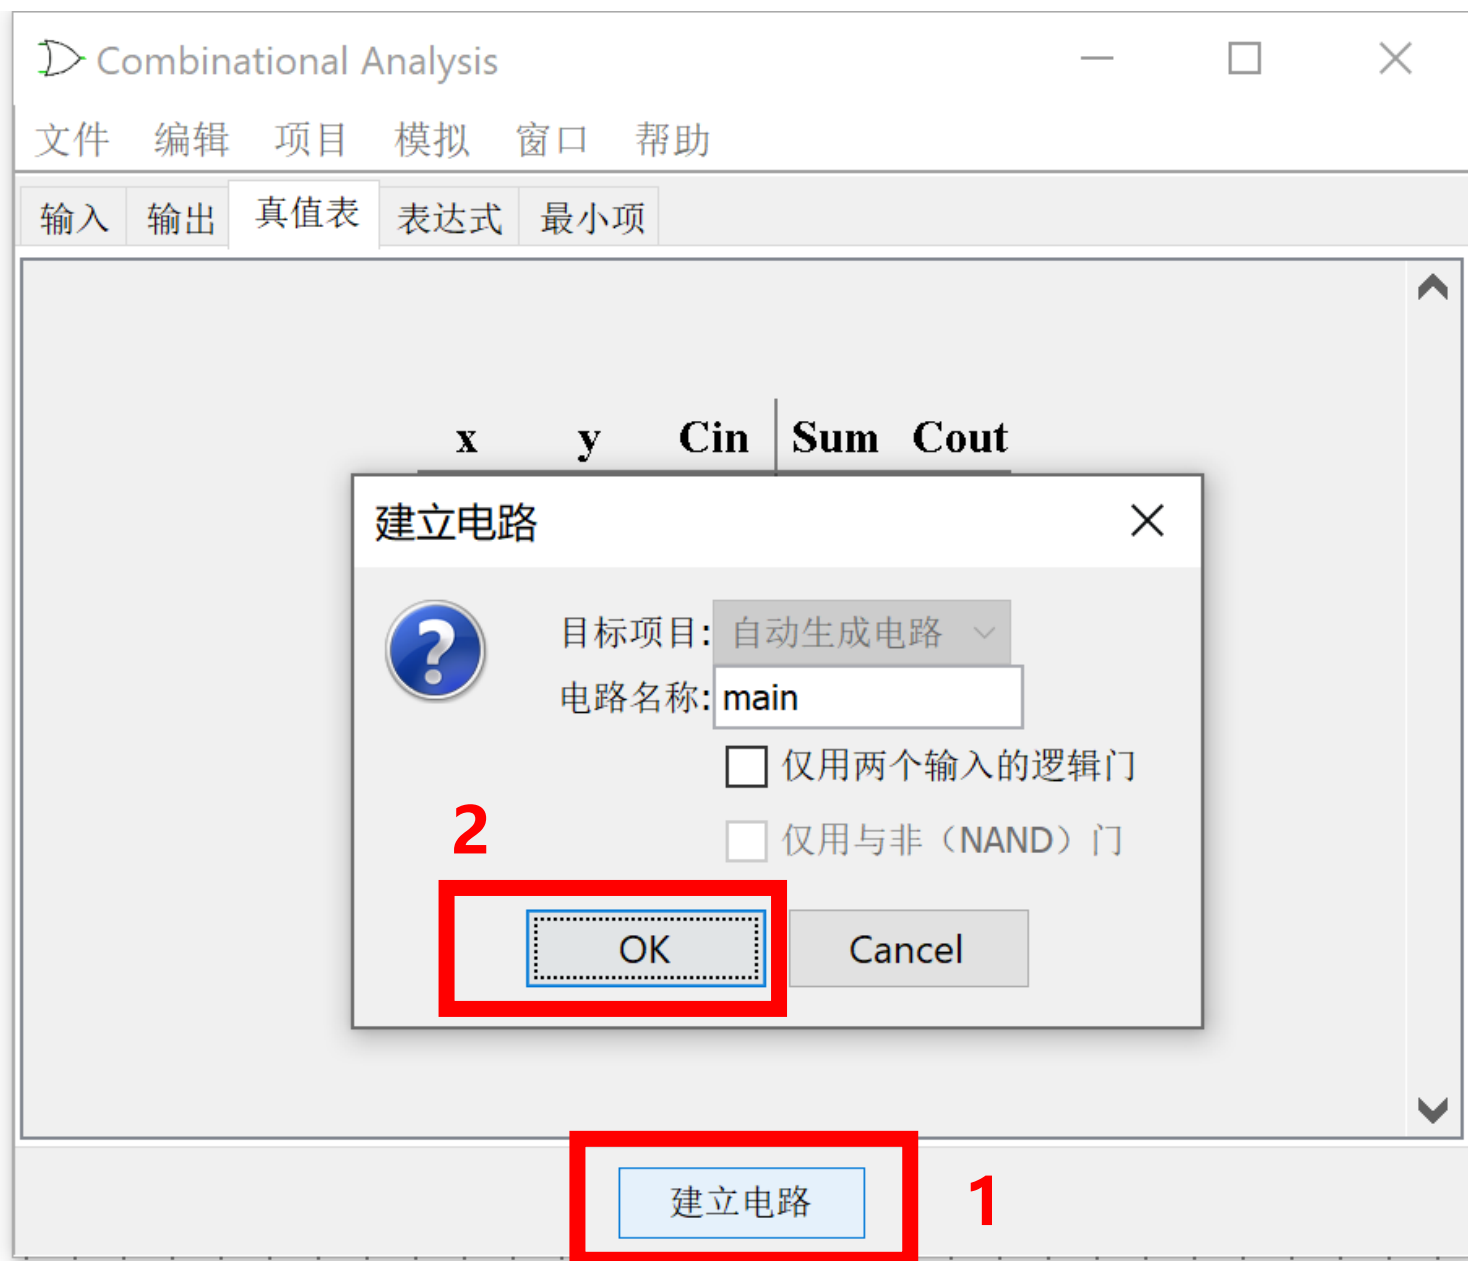 Combinational Analysis
文件 编辑 项目 模拟 窗口 帮助
输入 输出 真值表 表达式 最小项
x y Cin Sum Cout
建立电路
目标项目: 自动生成电路
电路名称: main
仅用两个输入的逻辑门
仅用与非（NAND）门
2
OK Cancel
建立电路 1